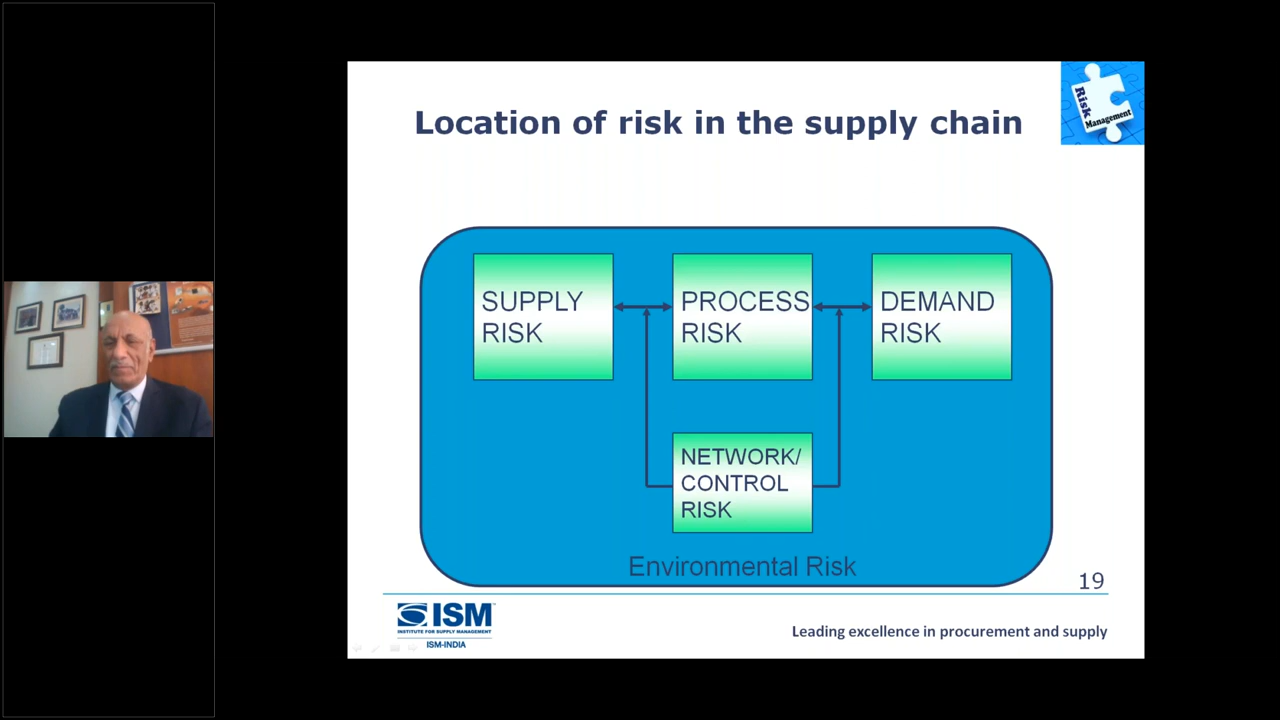 Location of risk in the supply chain
Risk
Management
SUPPLY
RISK
PROCESS
RISK
DEMAND
RISK
NETWORK/
CONTROL
RISK
Environmental Risk
19
ISM
INSTITUTE FOR SUPPLY MANAGEMENT
ISM-INDIA
Leading excellence in procurement and supply